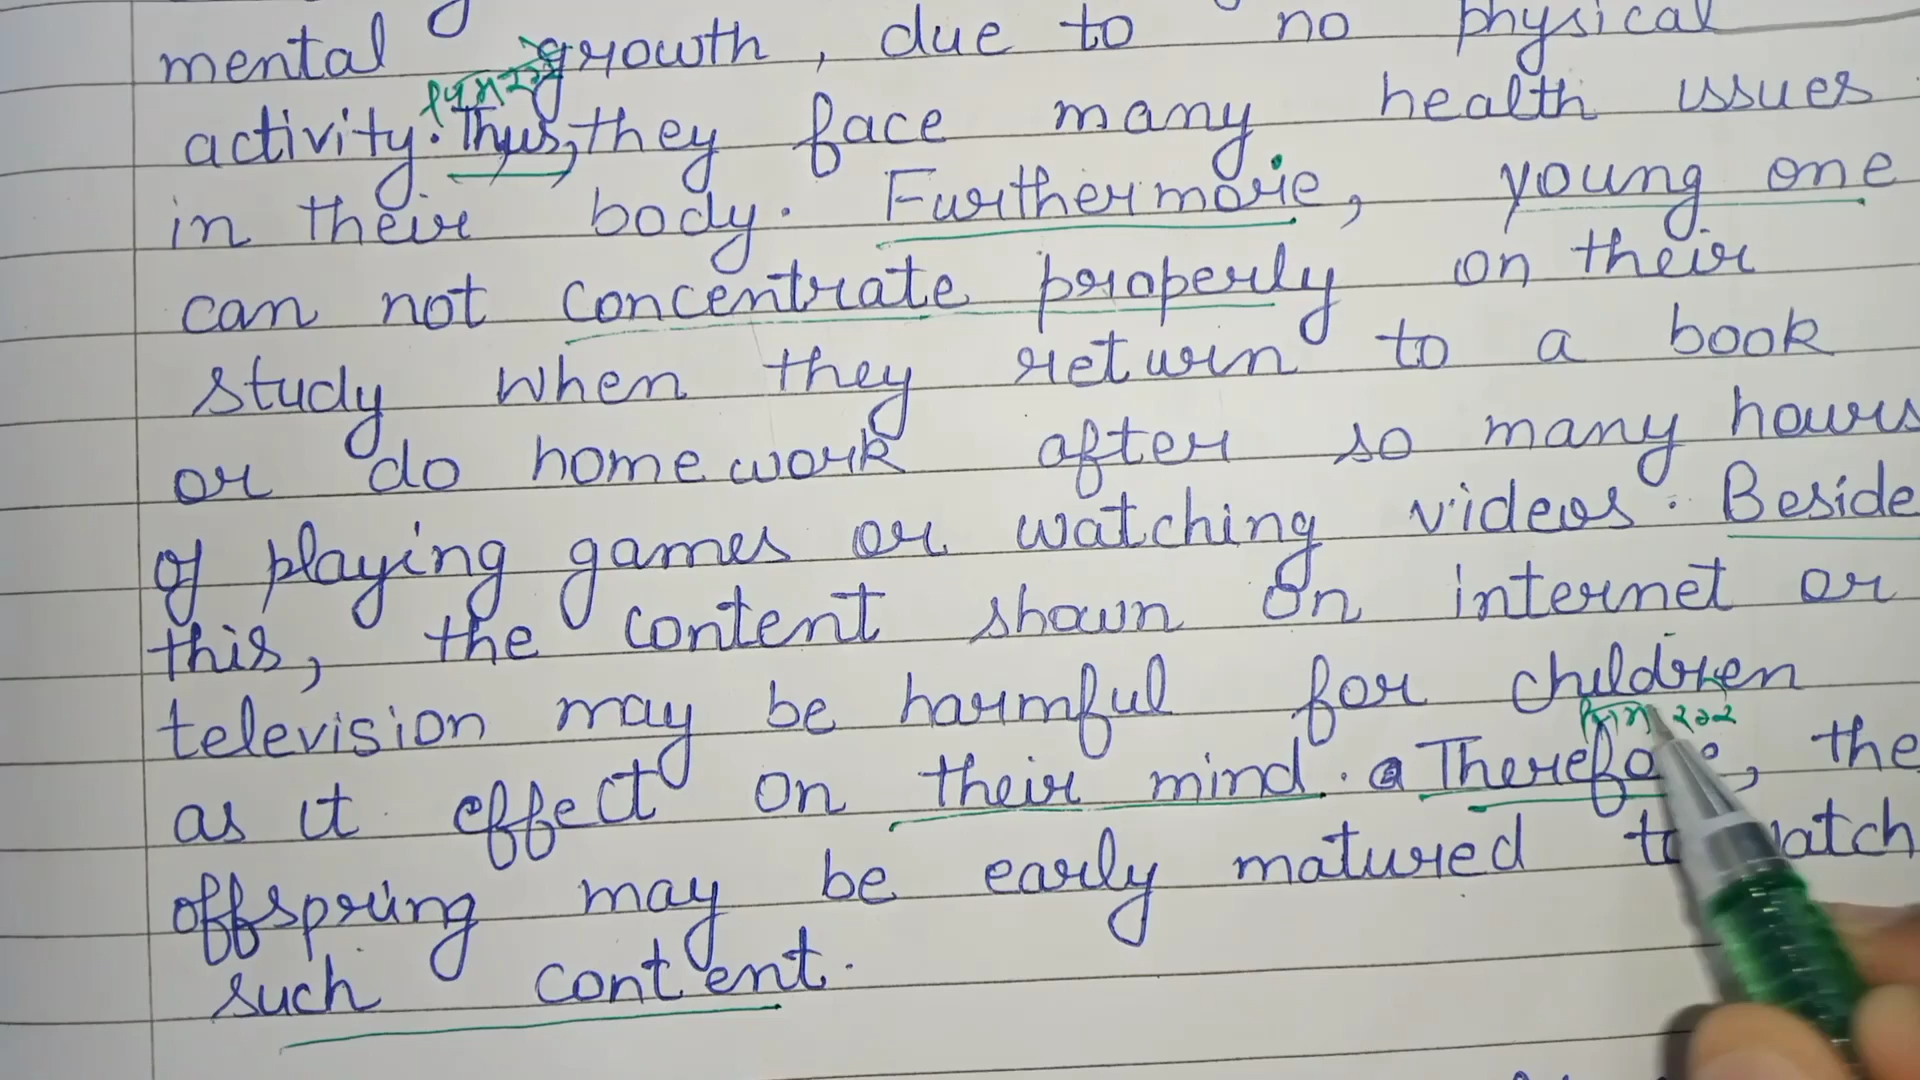 mental growth, due to no physical
activity. Thus, they face many health issues
in their body. Furthermore, young one
can not concentrate properly on their
study when they return to a book
or do homework after so many hours
of playing games or watching videos. Beside
this, the content shown on internet or
television may be harmful for children
as it effect on their mind. Therefore, the
offspring may be early matured to watch
such content.